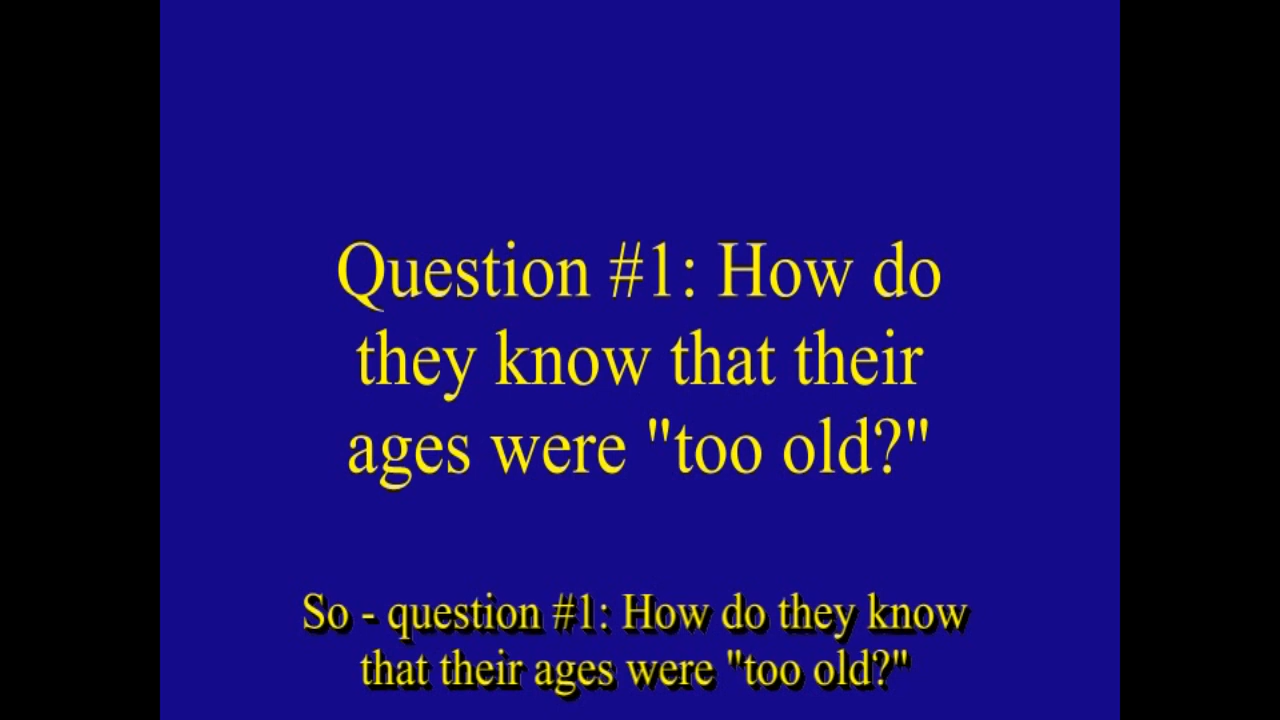 Question #1: How do
they know that their
ages were "too old?"
So - question #1: How do they know
that their ages were "too old?"